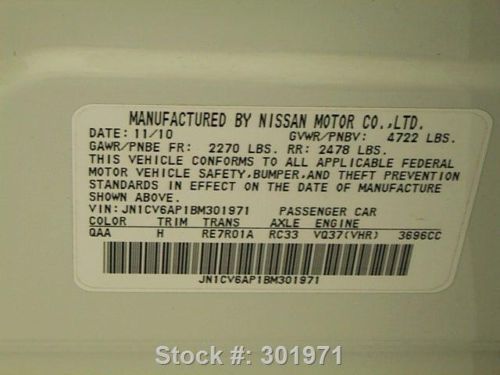 MANUFACTURED BY NISSAN MOTOR CO.,LTD.
DATE: 11/10 GVWR/PNBV: 4722 LBS.
GAWR/PNBE FR: 2270 LBS. RR: 2478 LBS.
THIS VEHICLE CONFORMS TO ALL APPLICABLE FEDERAL
MOTOR VEHICLE SAFETY,BUMPER,AND THEFT PREVENTION
STANDARDS IN EFFECT ON THE DATE OF MANUFACTURE
SHOWN ABOVE.
VIN: JN1CV6AP1BM301971 PASSENGER CAR
COLOR TRIM TRANS AXLE ENGINE
QAA H RE7R01A RC33 VQ37(VHR) 3696CC
JN1CV6AP1BM301971
Stock #: 301971